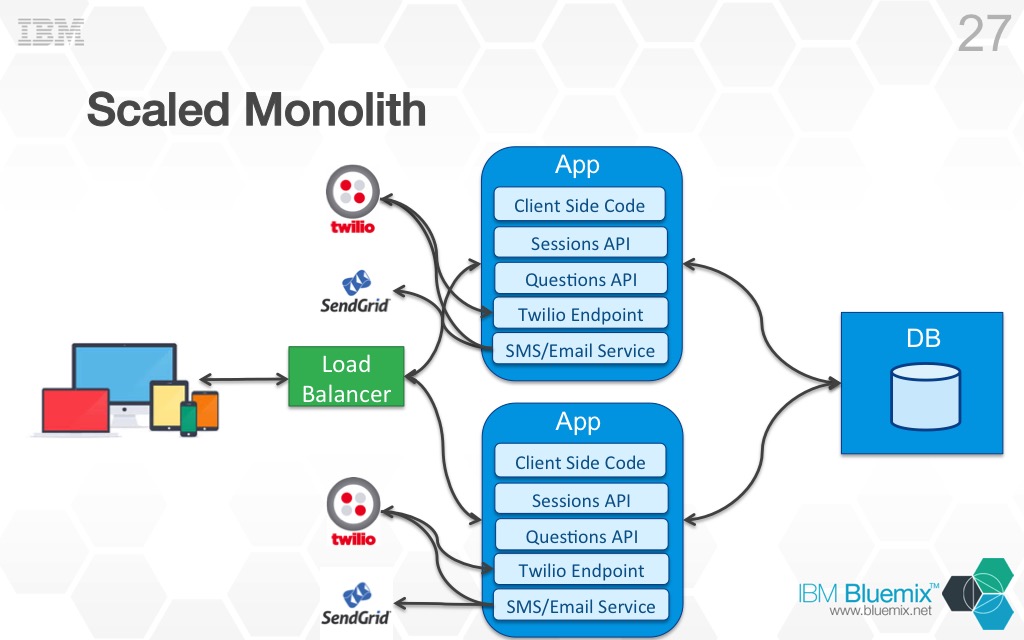 IBM
27
Scaled Monolith
App
Client Side Code
Sessions API
Questions API
Twilio Endpoint
SMS/Email Service
twilio
SendGrid
Load
Balancer
DB
App
Client Side Code
Sessions API
Questions API
Twilio Endpoint
SMS/Email Service
twilio
SendGrid
IBM Bluemix™
www.bluemix.net